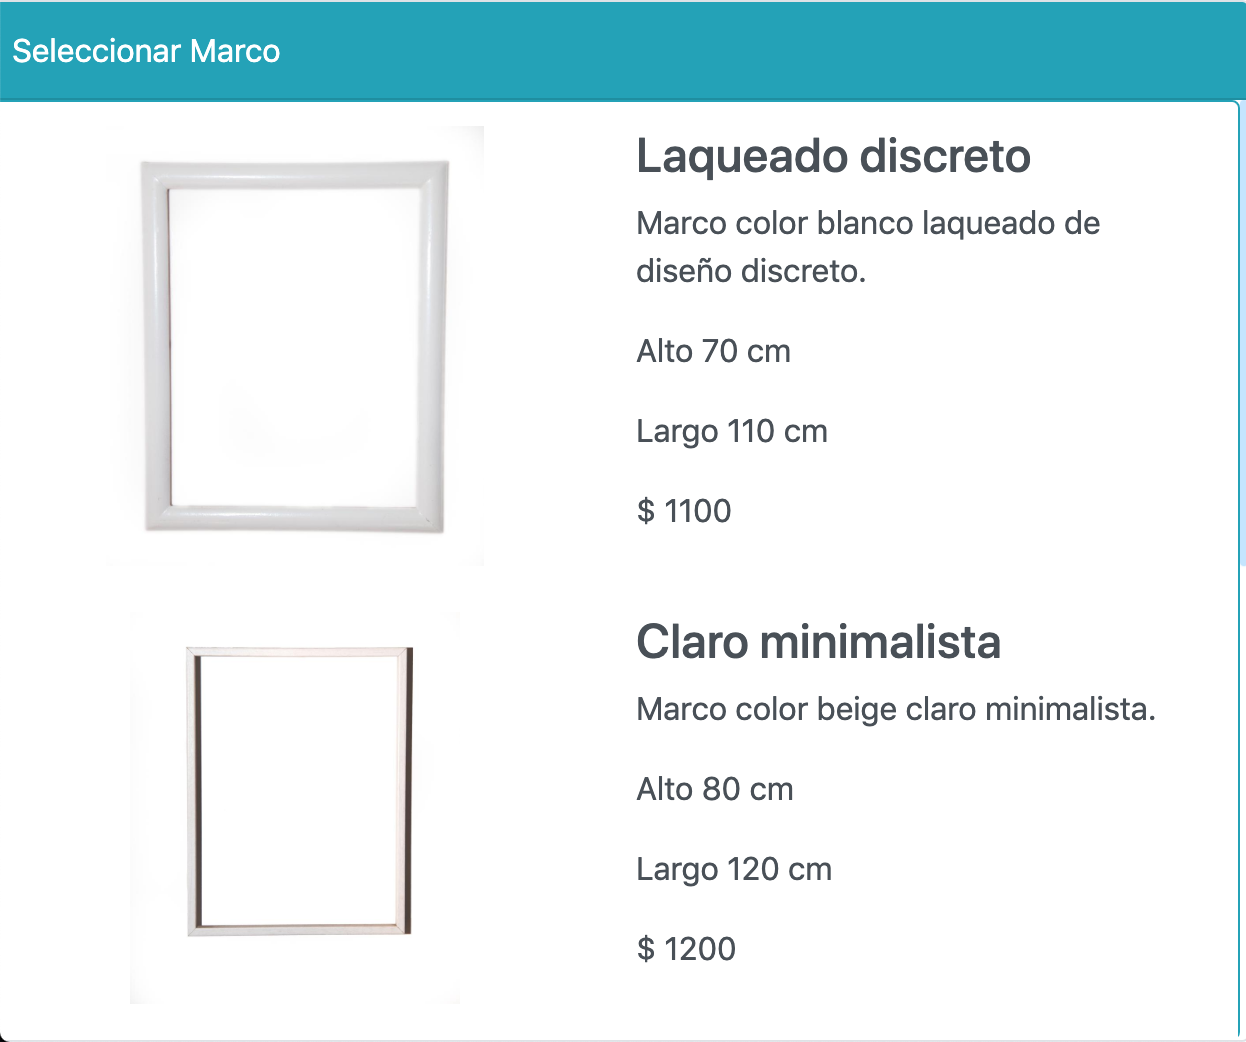 Seleccionar Marco
Laqueado discreto
Marco color blanco laqueado de
diseño discreto.
Alto 70 cm
Largo 110 cm
$ 1100
Claro minimalista
Marco color beige claro minimalista.
Alto 80 cm
Largo 120 cm
$ 1200